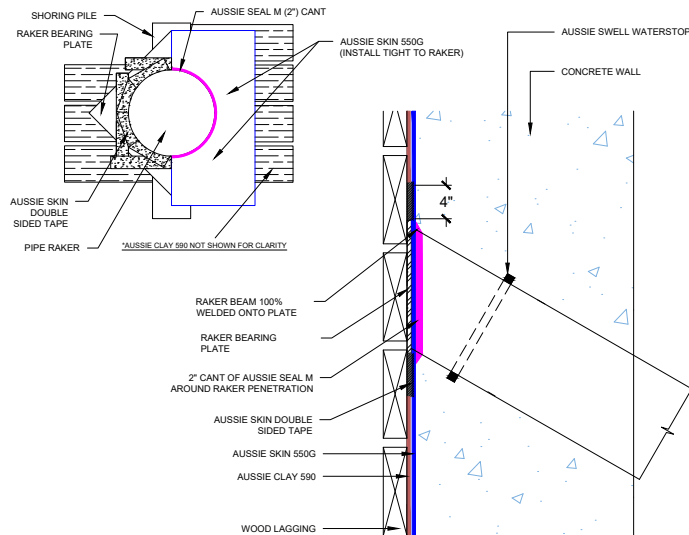 SHORING PILE
AUSSIE SEAL M (2") CANT
RAKER BEARING
PLATE
AUSSIE SKIN 550G
(INSTALL TIGHT TO RAKER)
AUSSIE SKIN
DOUBLE
SIDED TAPE
PIPE RAKER
*AUSSIE CLAY 590 NOT SHOWN FOR CLARITY
AUSSIE SWELL WATERSTOP
CONCRETE WALL
4"
RAKER BEAM 100%
WELDED ONTO PLATE
RAKER BEARING
PLATE
2" CANT OF AUSSIE SEAL M
AROUND RAKER PENETRATION
AUSSIE SKIN DOUBLE
SIDED TAPE
AUSSIE SKIN 550G
AUSSIE CLAY 590
WOOD LAGGING